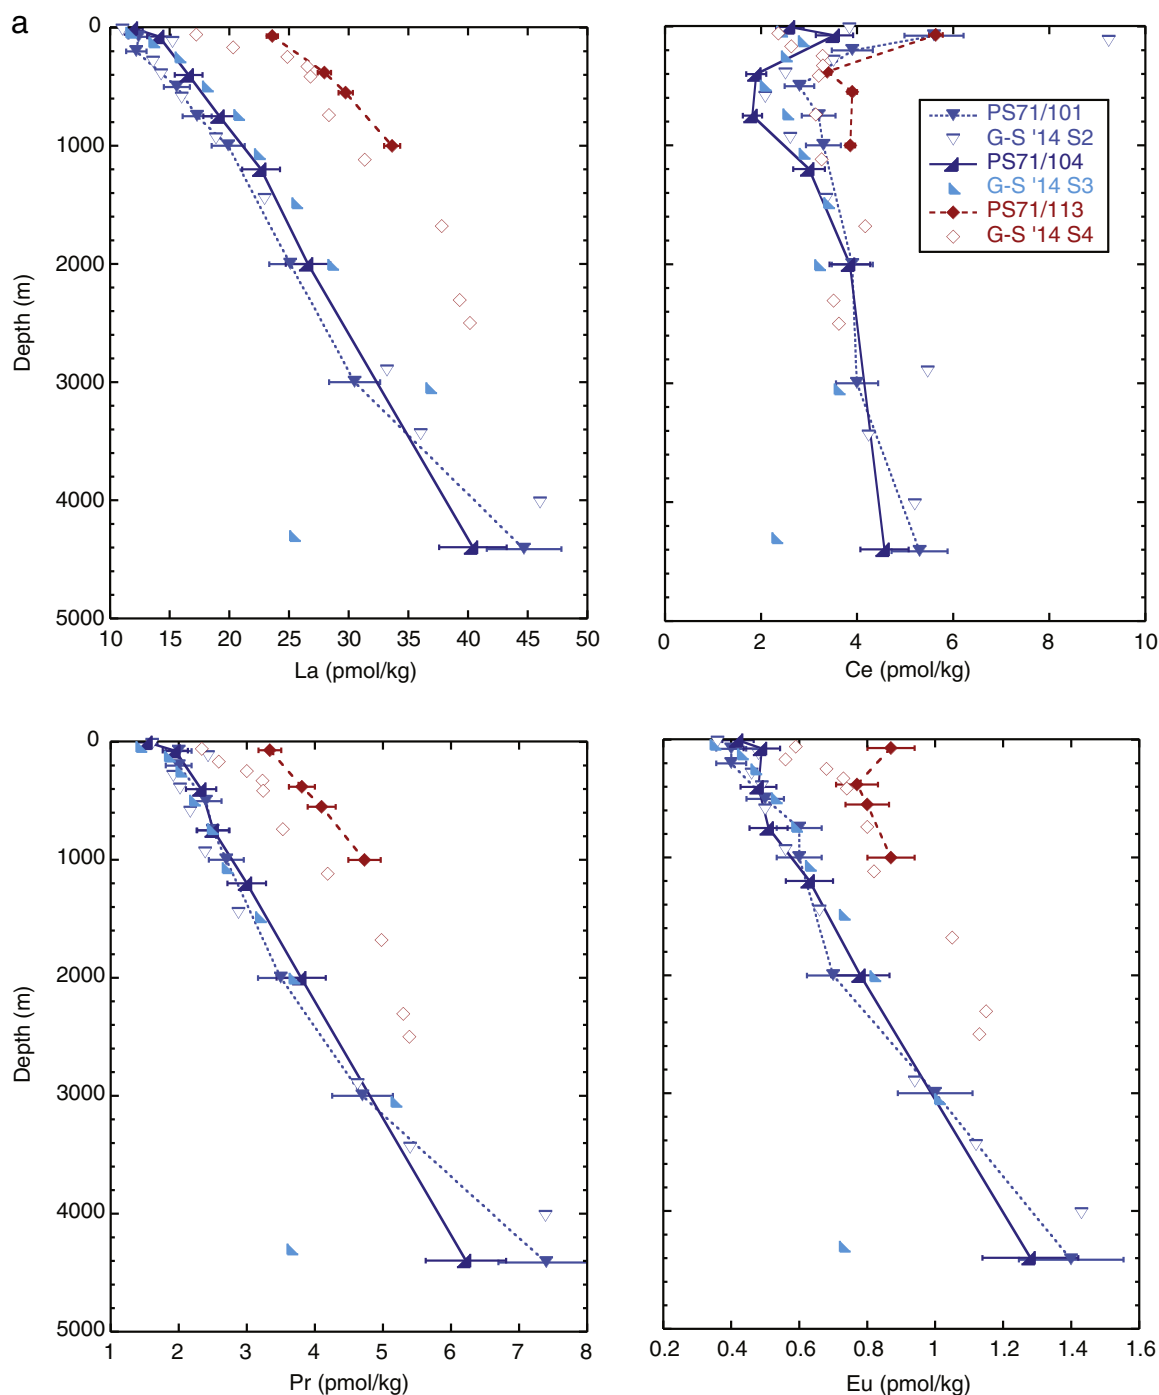 a
0
1000
2000
3000
4000
5000
Depth (m)
10 15 20 25 30 35 40 45 50
La (pmol/kg)
PS71/101
G-S '14 S2
PS71/104
G-S '14 S3
PS71/113
G-S '14 S4
0 2 4 6 8 10
Ce (pmol/kg)
0
1000
2000
3000
4000
5000
Depth (m)
1 2 3 4 5 6 7 8
Pr (pmol/kg)
0.2 0.4 0.6 0.8 1 1.2 1.4 1.6
Eu (pmol/kg)